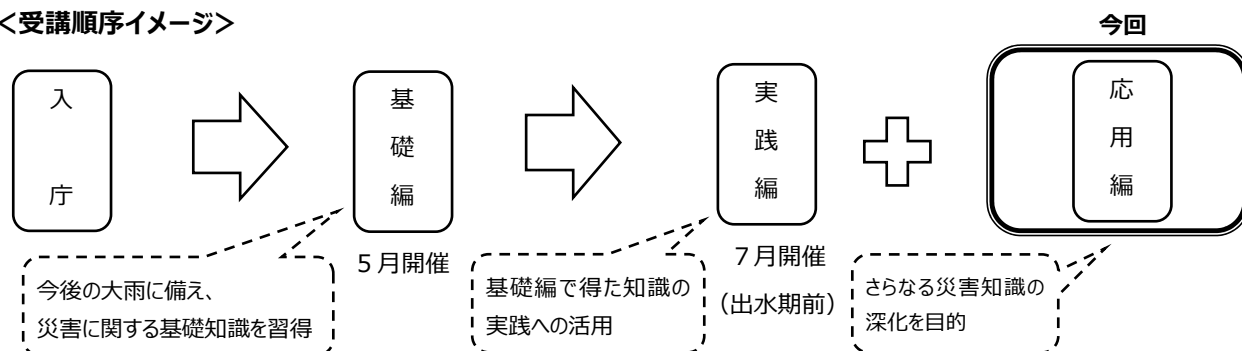 <受講順序イメージ>
今回
入庁
基礎編
実践編
応用編
5月開催
7月開催
(出水期前)
今後の大雨に備え、
災害に関する基礎知識を習得
基礎編で得た知識の
実践への活用
さらなる災害知識の
深化を目的